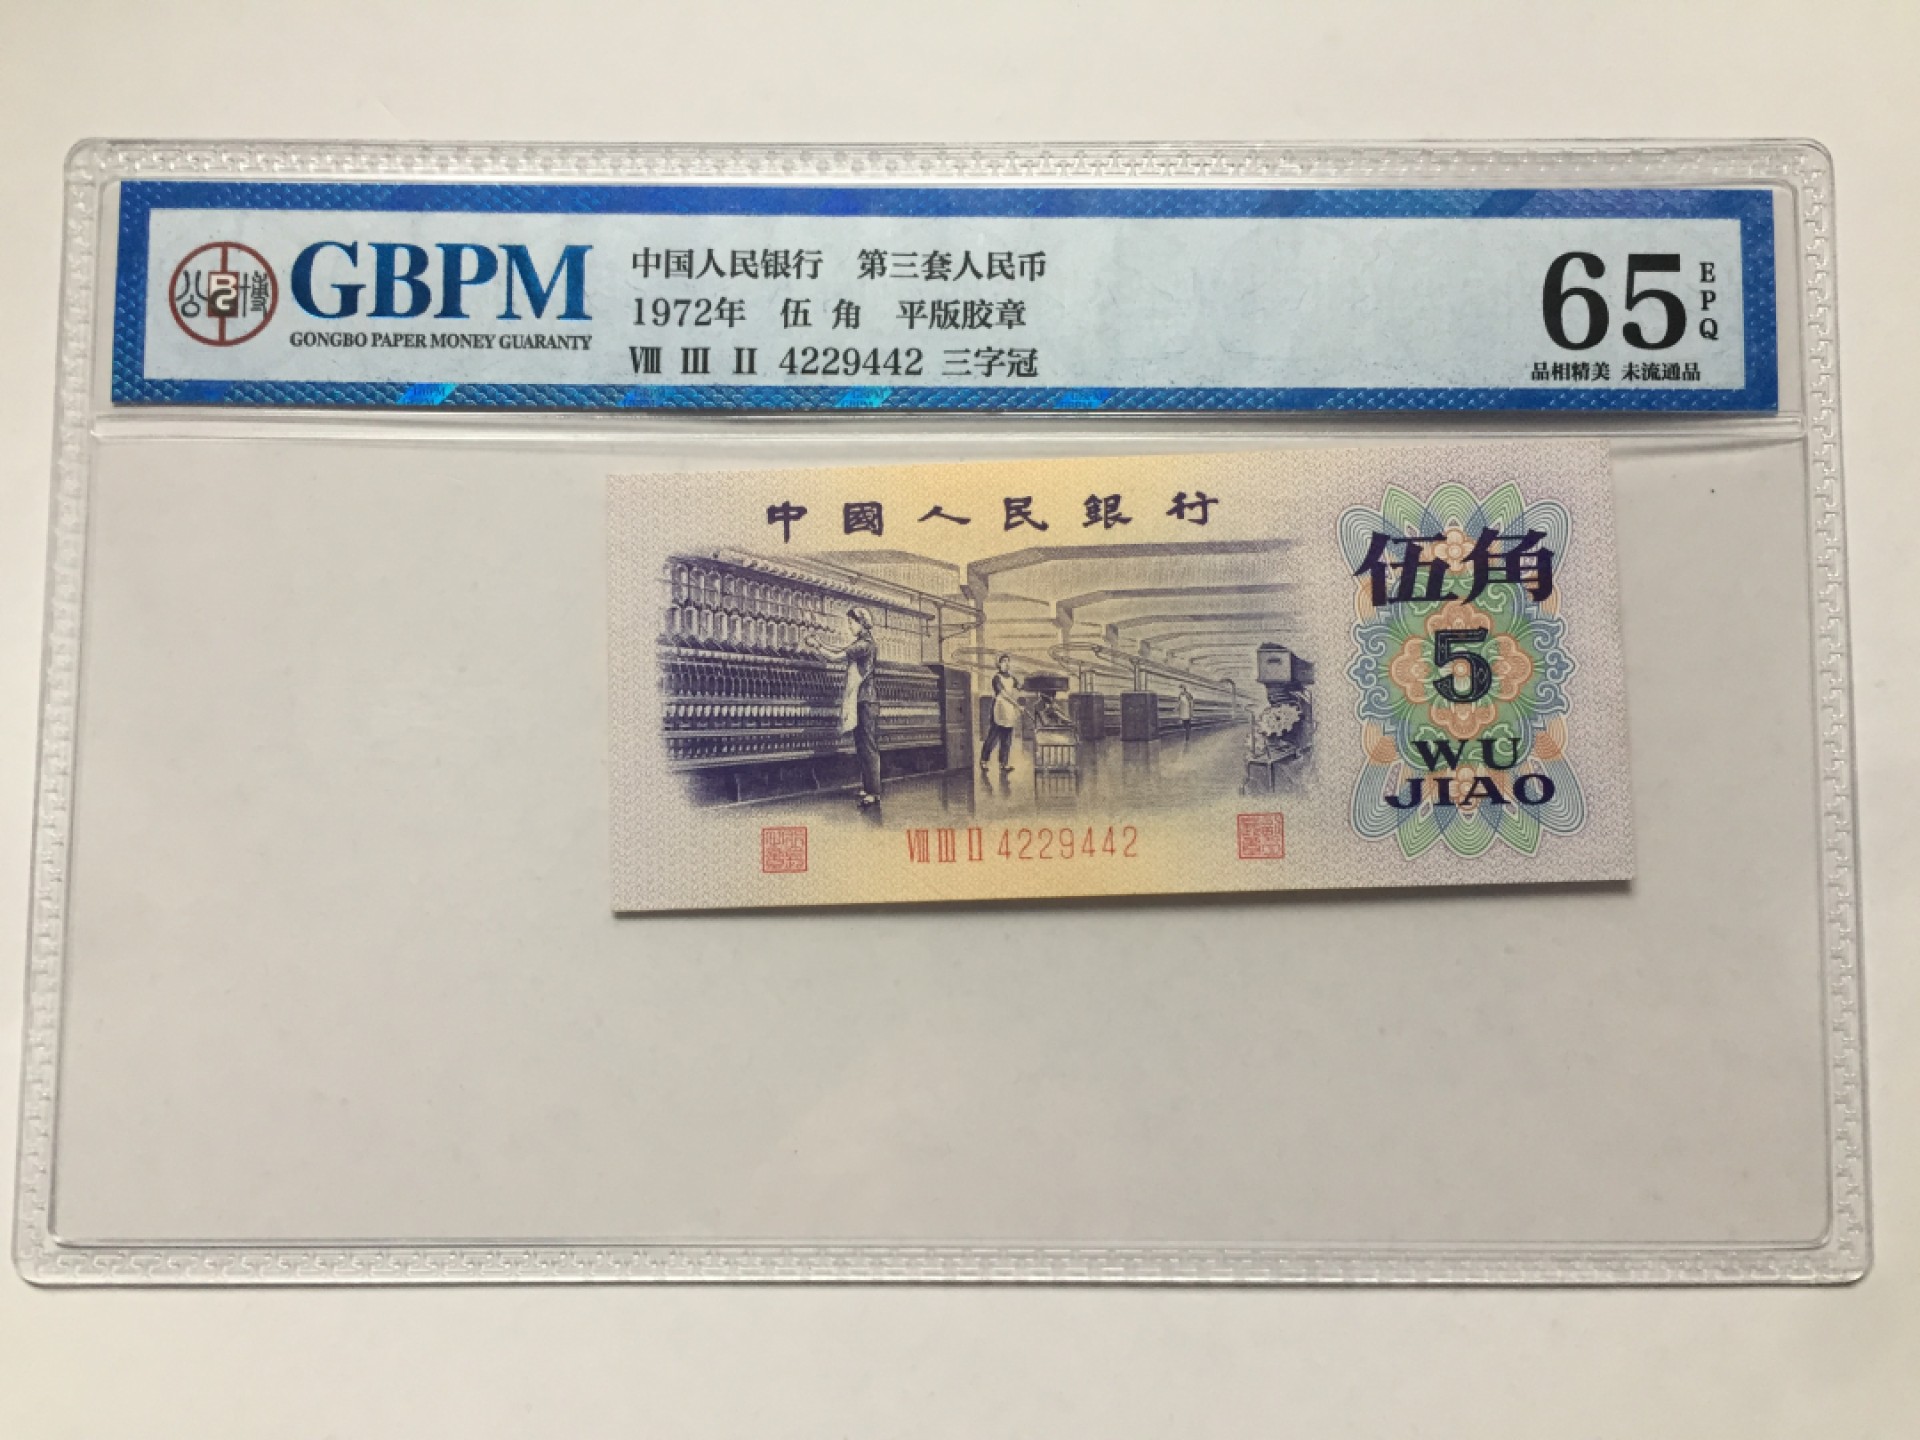 公博
BG
GBPM
GONGBO PAPER MONEY GUARANTY
中国人民银行 第三套人民币
1972年 伍角 平版胶章
Ⅷ Ⅲ Ⅱ 4229442 三字冠
65
EPQ
品相精美 未流通品
中國人民銀行
伍角
5
WU
JIAO
Ⅷ Ⅲ Ⅱ 4229442